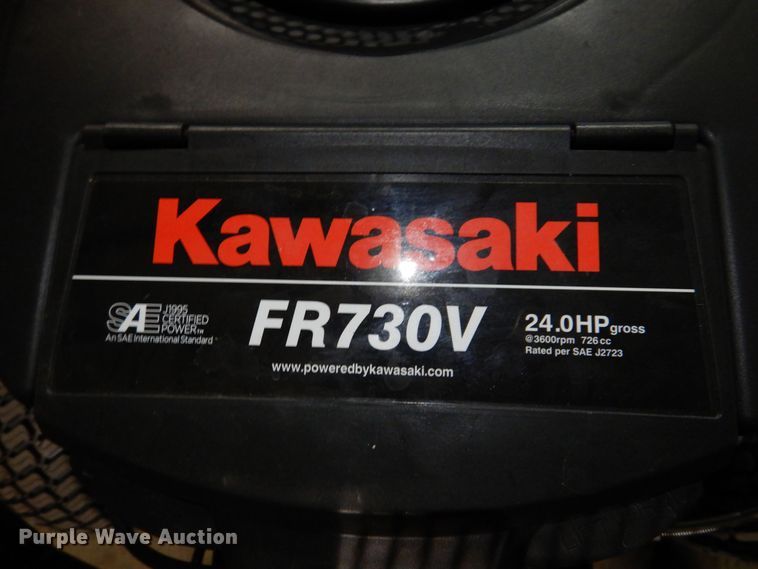 Kawasaki
SAE J1995
CERTIFIED
POWER™
An SAE International Standard
FR730V
24.0HP gross
@3600rpm 726cc
Rated per SAE J2723
www.poweredbykawasaki.com
Purple Wave Auction